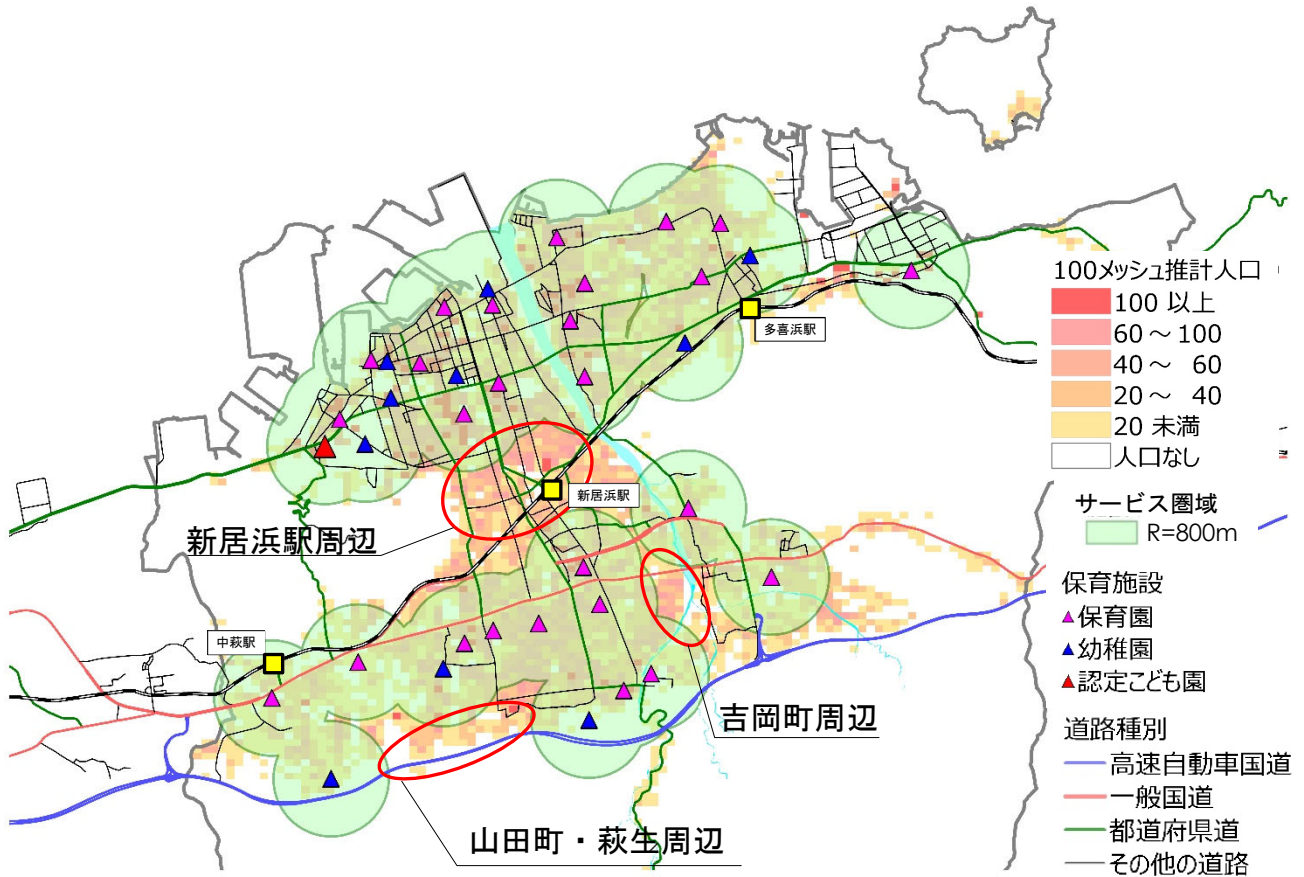 多喜浜駅
新居浜駅
新居浜駅周辺
中萩駅
吉岡町周辺
山田町・萩生周辺
100メッシュ推計人口
100 以上
60～100
40～ 60
20～ 40
20 未満
人口なし
サービス圏域
R=800m
保育施設
保育園
幼稚園
認定こども園
道路種別
高速自動車国道
一般国道
都道府県道
その他の道路